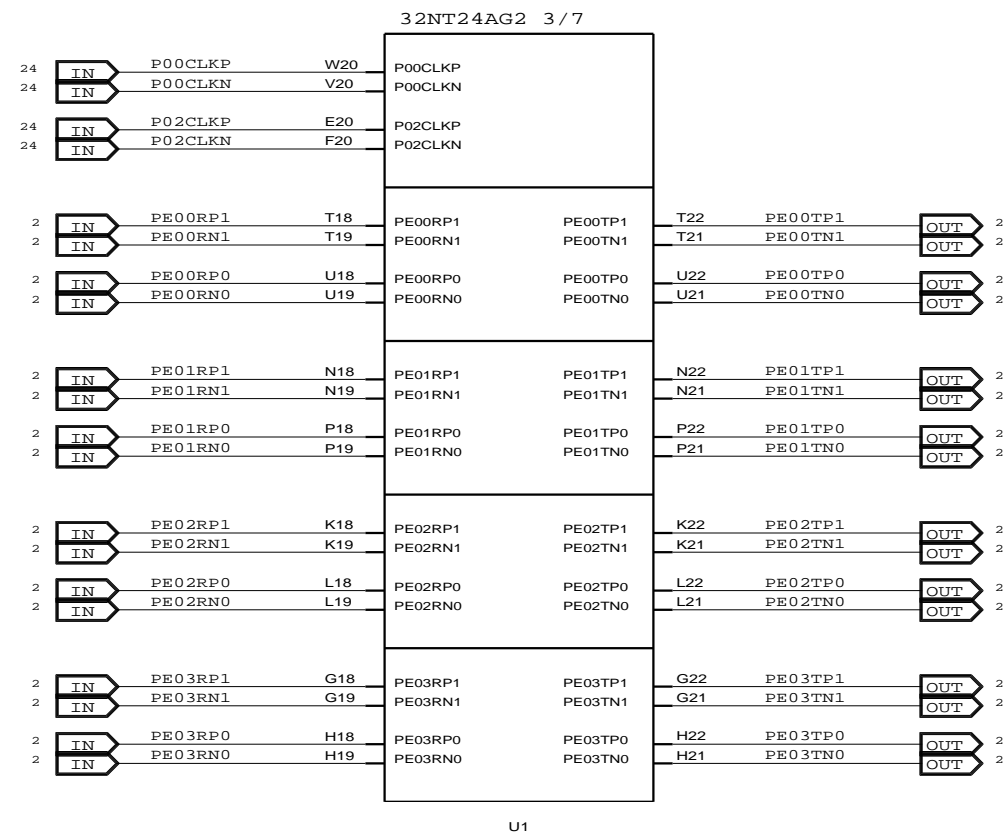 32NT24AG2 3/7
24 IN P00CLKP W20 P00CLKP
24 IN P00CLKN V20 P00CLKN
24 IN P02CLKP E20 P02CLKP
24 IN P02CLKN F20 P02CLKN
2 IN PE00RP1 T18 PE00RP1 PE00TP1 T22 PE00TP1 OUT 2
2 IN PE00RN1 T19 PE00RN1 PE00TN1 T21 PE00TN1 OUT 2
2 IN PE00RP0 U18 PE00RP0 PE00TP0 U22 PE00TP0 OUT 2
2 IN PE00RN0 U19 PE00RN0 PE00TN0 U21 PE00TN0 OUT 2
2 IN PE01RP1 N18 PE01RP1 PE01TP1 N22 PE01TP1 OUT 2
2 IN PE01RN1 N19 PE01RN1 PE01TN1 N21 PE01TN1 OUT 2
2 IN PE01RP0 P18 PE01RP0 PE01TP0 P22 PE01TP0 OUT 2
2 IN PE01RN0 P19 PE01RN0 PE01TN0 P21 PE01TN0 OUT 2
2 IN PE02RP1 K18 PE02RP1 PE02TP1 K22 PE02TP1 OUT 2
2 IN PE02RN1 K19 PE02RN1 PE02TN1 K21 PE02TN1 OUT 2
2 IN PE02RP0 L18 PE02RP0 PE02TP0 L22 PE02TP0 OUT 2
2 IN PE02RN0 L19 PE02RN0 PE02TN0 L21 PE02TN0 OUT 2
2 IN PE03RP1 G18 PE03RP1 PE03TP1 G22 PE03TP1 OUT 2
2 IN PE03RN1 G19 PE03RN1 PE03TN1 G21 PE03TN1 OUT 2
2 IN PE03RP0 H18 PE03RP0 PE03TP0 H22 PE03TP0 OUT 2
2 IN PE03RN0 H19 PE03RN0 PE03TN0 H21 PE03TN0 OUT 2
U1